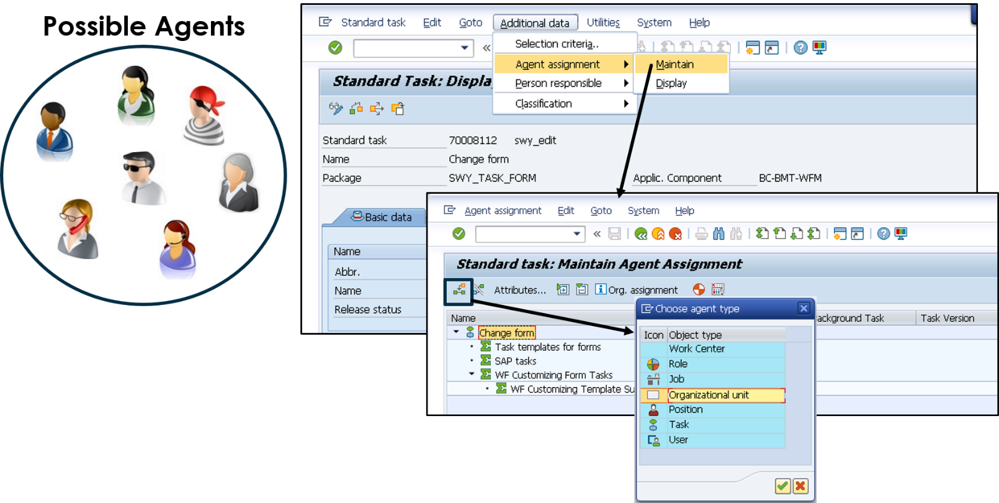 Possible Agents
Standard task Edit Goto Additional data Utilities System Help
Selection criteria..
Agent assignment Maintain
Person responsible Display
Classification
Standard Task: Displa
Standard task 70008112 swy_edit
Name Change form
Package SWY_TASK_FORM Applic. Component BC-BMT-WFM
Basic data
Name
Abbr.
Name
Release status
Agent assignment Edit Goto System Help
Standard task: Maintain Agent Assignment
Attributes... Org. assignment
Name ackground Task Task Version
Change form
Task templates for forms
SAP tasks
WF Customizing Form Tasks
WF Customizing Template Su
Choose agent type
Icon Object type
Work Center
Role
Job
Organizational unit
Position
Task
User